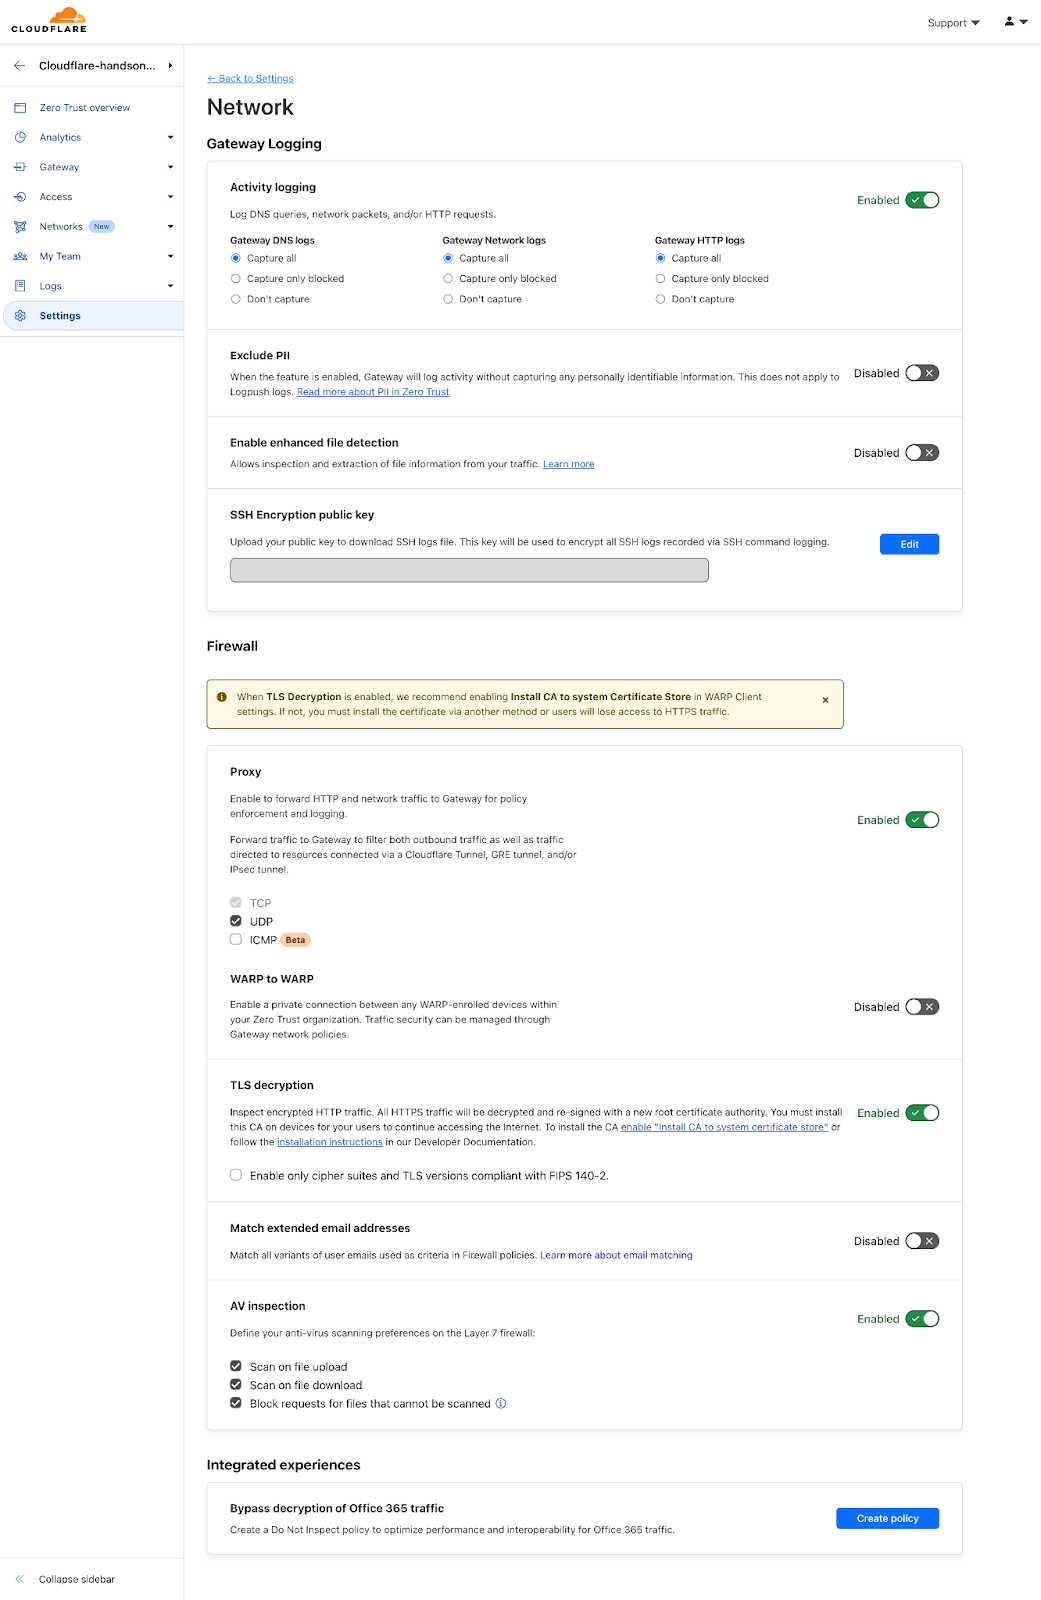 CLOUDFLARE
Support
Cloudflare-handson...
Zero Trust overview
Analytics
Gateway
Access
Networks New
My Team
Logs
Settings
Collapse sidebar
← Back to Settings
Network
Gateway Logging
Activity logging
Log DNS queries, network packets, and/or HTTP requests.
Enabled
Gateway DNS logs
Capture all
Capture only blocked
Don't capture
Gateway Network logs
Capture all
Capture only blocked
Don't capture
Gateway HTTP logs
Capture all
Capture only blocked
Don't capture
Exclude PII
When the feature is enabled, Gateway will log activity without capturing any personally identifiable information. This does not apply to
Logpush logs. Read more about PII in Zero Trust
Disabled
Enable enhanced file detection
Allows inspection and extraction of file information from your traffic. Learn more
Disabled
SSH Encryption public key
Upload your public key to download SSH logs file. This key will be used to encrypt all SSH logs recorded via SSH command logging.
Edit
Firewall
When TLS Decryption is enabled, we recommend enabling Install CA to system Certificate Store in WARP Client
settings. If not, you must install the certificate via another method or users will lose access to HTTPS traffic.
Proxy
Enable to forward HTTP and network traffic to Gateway for policy
enforcement and logging.
Enabled
Forward traffic to Gateway to filter both outbound traffic as well as traffic
directed to resources connected via a Cloudflare Tunnel, GRE tunnel, and/or
IPsec tunnel.
TCP
UDP
ICMP Beta
WARP to WARP
Enable a private connection between any WARP-enrolled devices within
your Zero Trust organization. Traffic security can be managed through
Gateway network policies.
Disabled
TLS decryption
Inspect encrypted HTTP traffic. All HTTPS traffic will be decrypted and re-signed with a new root certificate authority. You must install
this CA on devices for your users to continue accessing the Internet. To install the CA enable "Install CA to system certificate store" or
follow the installation instructions in our Developer Documentation.
Enabled
Enable only cipher suites and TLS versions compliant with FIPS 140-2.
Match extended email addresses
Match all variants of user emails used as criteria in Firewall policies. Learn more about email matching
Disabled
AV inspection
Define your anti-virus scanning preferences on the Layer 7 firewall:
Enabled
Scan on file upload
Scan on file download
Block requests for files that cannot be scanned
Integrated experiences
Bypass decryption of Office 365 traffic
Create a Do Not Inspect policy to optimize performance and interoperability for Office 365 traffic.
Create policy